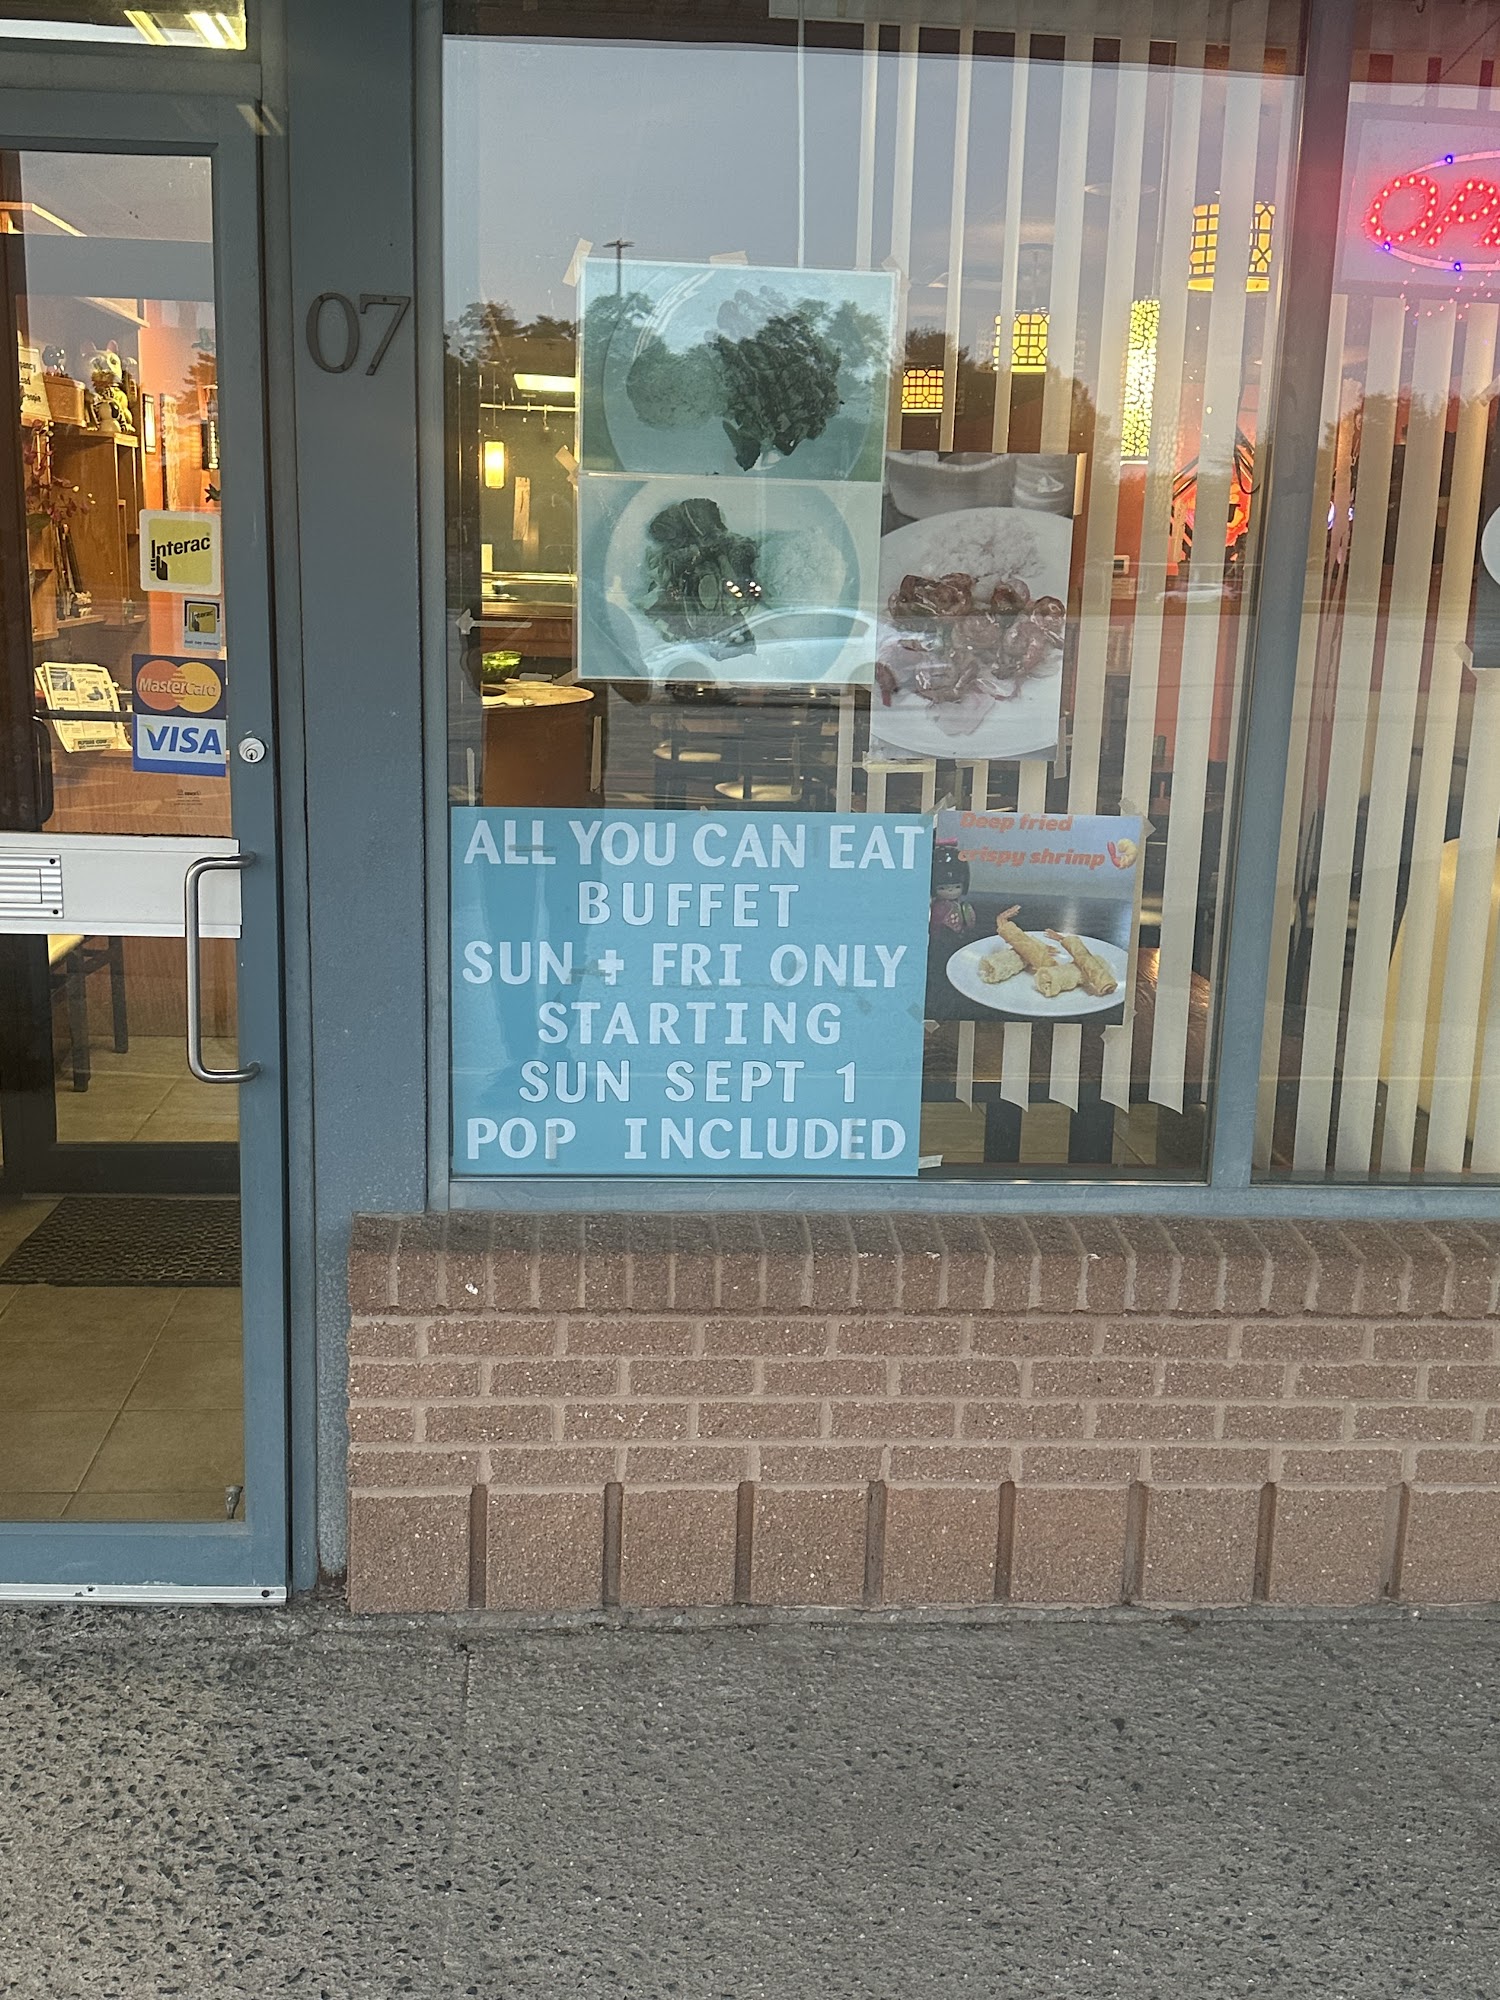 07
OPE
Interac
MasterCard
VISA
ALL YOU CAN EAT
BUFFET
SUN + FRI ONLY
STARTING
SUN SEPT 1
POP INCLUDED
Deep fried
crispy shrimp